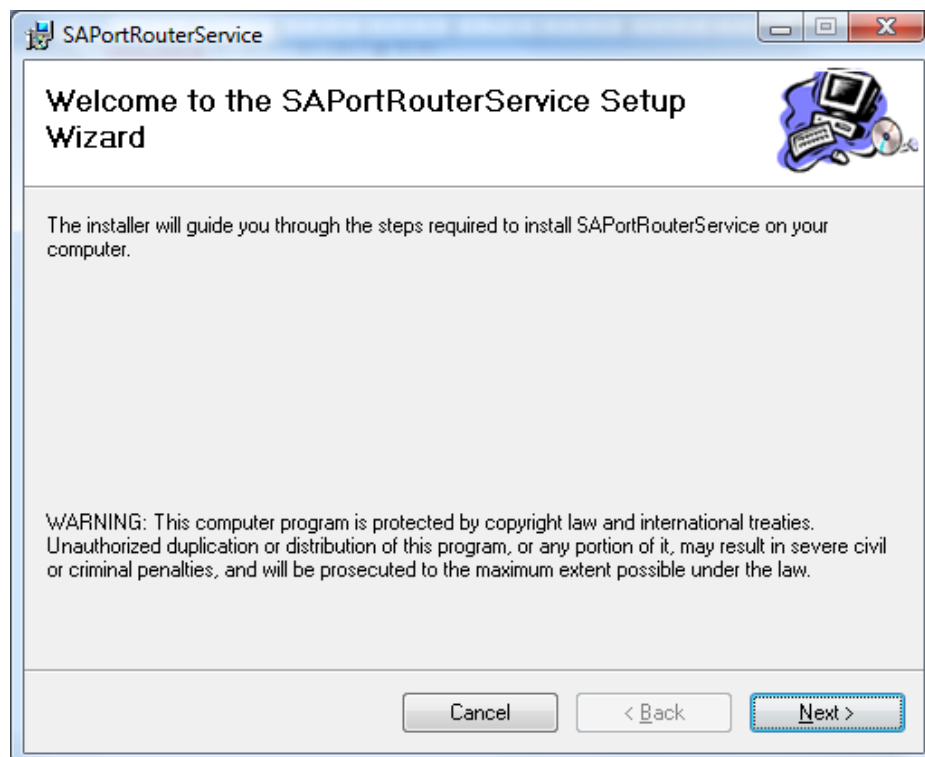 SAPortRouterService
Welcome to the SAPortRouterService Setup
Wizard
The installer will guide you through the steps required to install SAPortRouterService on your
computer.
WARNING: This computer program is protected by copyright law and international treaties.
Unauthorized duplication or distribution of this program, or any portion of it, may result in severe civil
or criminal penalties, and will be prosecuted to the maximum extent possible under the law.
Cancel
< Back
Next >